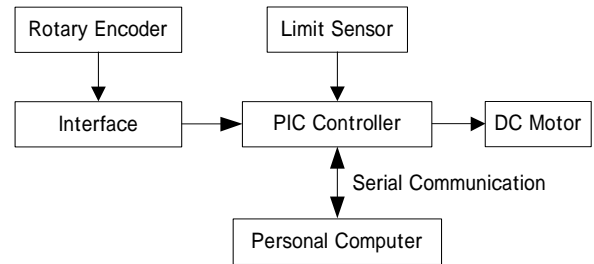 Rotary Encoder
Limit Sensor
Interface
PIC Controller
DC Motor
Serial Communication
Personal Computer